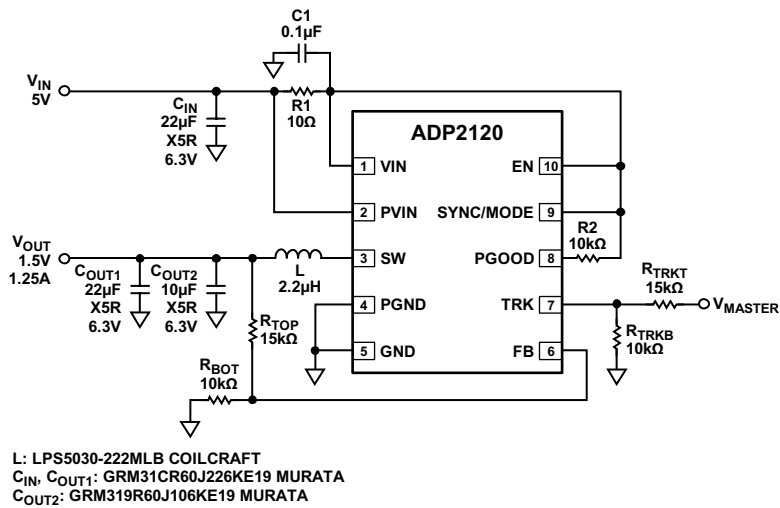 C1
0.1µF
VIN
5V
CIN
22µF
X5R
6.3V
R1
10Ω
ADP2120
1 VIN
EN 10
2 PVIN
SYNC/MODE 9
3 SW
PGOOD 8
4 PGND
TRK 7
5 GND
FB 6
R2
10kΩ
RTRKT
15kΩ
VMASTER
RTRKB
10kΩ
VOUT
1.5V
1.25A
COUT1
22µF
X5R
6.3V
COUT2
10µF
X5R
6.3V
L
2.2µH
RTOP
15kΩ
RBOT
10kΩ
L: LPS5030-222MLB COILCRAFT
CIN, COUT1: GRM31CR60J226KE19 MURATA
COUT2: GRM319R60J106KE19 MURATA